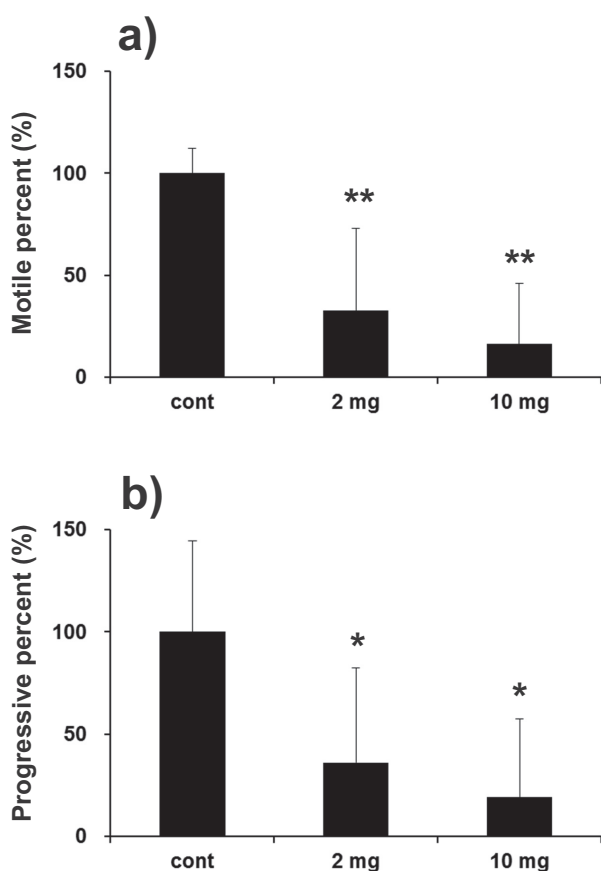 a)
Motile percent (%)
150
100
50
0
**
**
cont 2 mg 10 mg
b)
Progressive percent (%)
150
100
50
0
*
*
cont 2 mg 10 mg